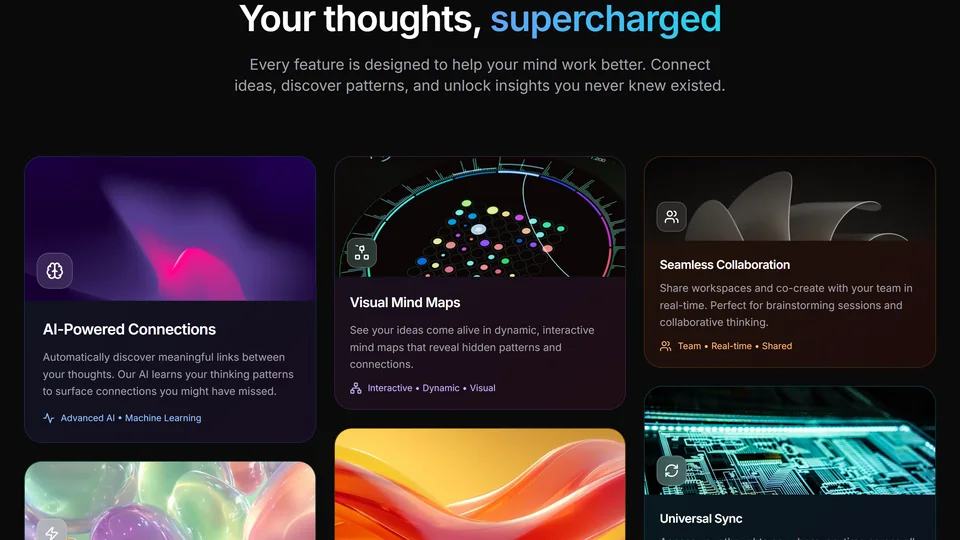 Your thoughts, supercharged
Every feature is designed to help your mind work better. Connect
ideas, discover patterns, and unlock insights you never knew existed.
AI-Powered Connections
Automatically discover meaningful links between
your thoughts. Our AI learns your thinking patterns
to surface connections you might have missed.
Advanced AI • Machine Learning
Visual Mind Maps
See your ideas come alive in dynamic, interactive
mind maps that reveal hidden patterns and
connections.
Interactive • Dynamic • Visual
Seamless Collaboration
Share workspaces and co-create with your team in
real-time. Perfect for brainstorming sessions and
collaborative thinking.
Team • Real-time • Shared
Universal Sync